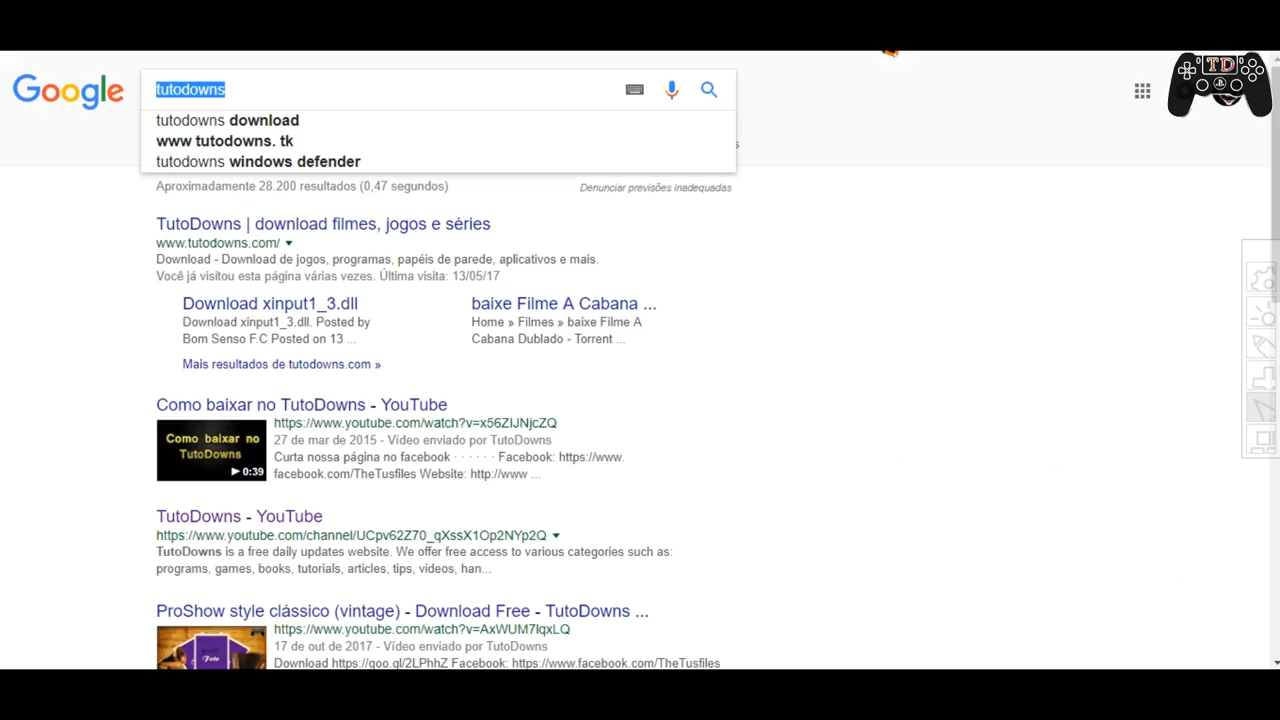 Google
tutodowns
tutodowns download
www tutodowns. tk
tutodowns windows defender
TD
Aproximadamente 28.200 resultados (0,47 segundos)
Denunciar previsões inadequadas
TutoDowns | download filmes, jogos e séries
www.tutodowns.com/
Download - Download de jogos, programas, papéis de parede, aplicativos e mais.
Você já visitou esta página várias vezes. Última visita: 13/05/17
Download xinput1_3.dll
Download xinput1_3.dll. Posted by
Bom Senso F.C Posted on 13 ...
baixe Filme A Cabana ...
Home » Filmes » baixe Filme A
Cabana Dublado - Torrent ...
Mais resultados de tutodowns.com »
Como baixar no TutoDowns - YouTube
Como baixar no
TutoDowns
0:39
https://www.youtube.com/watch?v=x56ZIJNjcZQ
27 de mar de 2015 - Vídeo enviado por TutoDowns
Curta nossa página no facebook · · · · · · Facebook: https://www.
facebook.com/TheTusfiles Website: http://www ...
TutoDowns - YouTube
https://www.youtube.com/channel/UCpv62Z70_qXssX1Op2NYp2Q
TutoDowns is a free daily updates website. We offer free access to various categories such as:
programs, games, books, tutorials, articles, tips, videos, han...
ProShow style clássico (vintage) - Download Free - TutoDowns ...
https://www.youtube.com/watch?v=AxWUM7lqxLQ
17 de out de 2017 - Vídeo enviado por TutoDowns
Download https://goo.gl/2LPhhZ Facebook: https://www.facebook.com/TheTusfiles